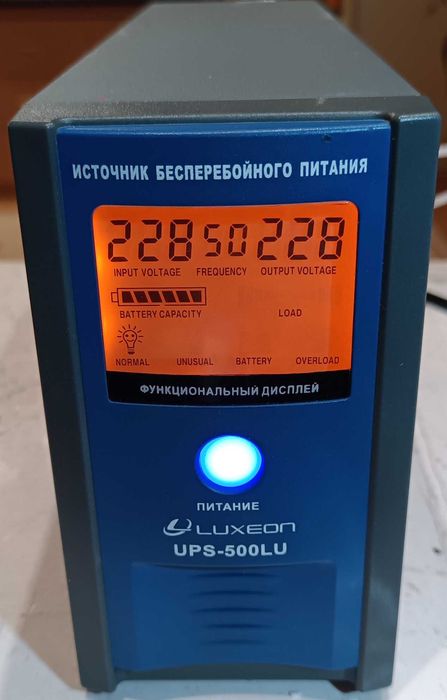 ИСТОЧНИК БЕСПЕРЕБОЙНОГО ПИТАНИЯ
228 50 228
INPUT VOLTAGE FREQUENCY OUTPUT VOLTAGE
BATTERY CAPACITY LOAD
NORMAL UNUSUAL BATTERY OVERLOAD
ФУНКЦИОНАЛЬНЫЙ ДИСПЛЕЙ
ПИТАНИЕ
LUXEON
UPS-500LU